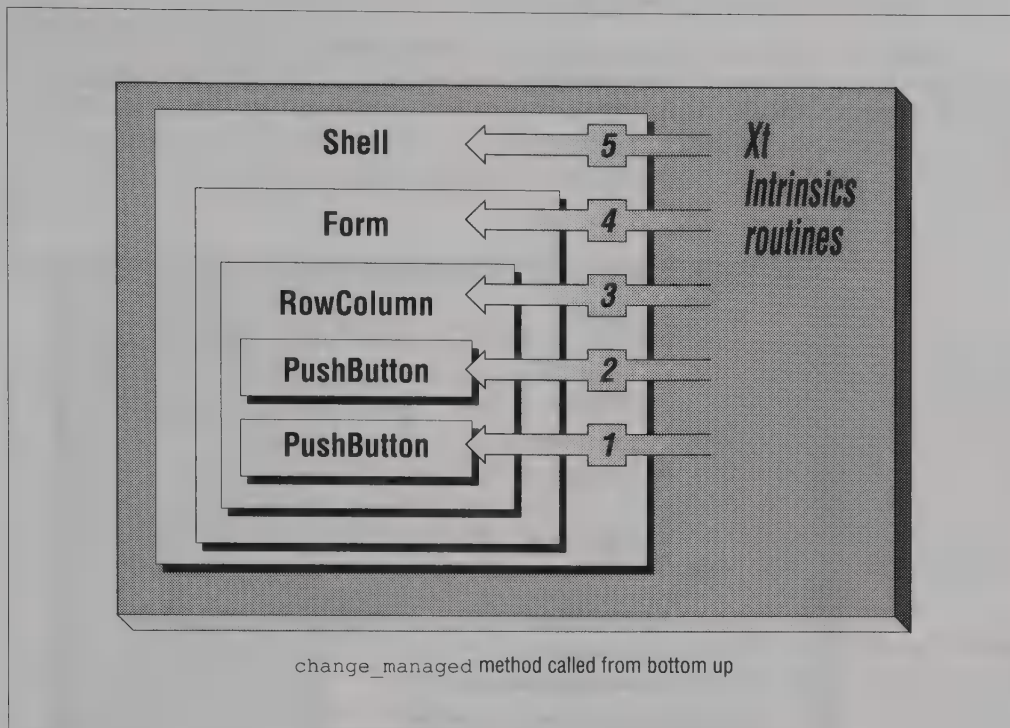 Shell
5
Xt
Intrinsics
routines
Form
4
RowColumn
3
PushButton
2
PushButton
1
change_managed method called from bottom up